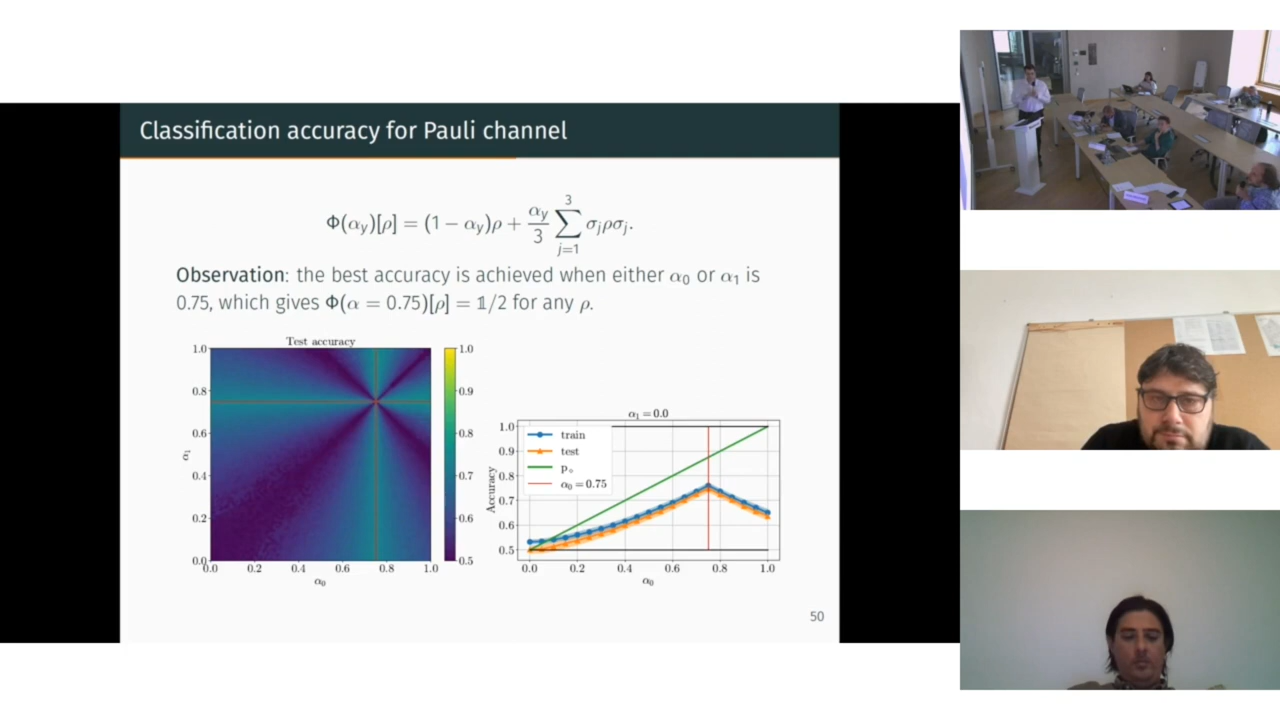 Classification accuracy for Pauli channel
Φ(αy)[ρ] = (1 − αy)ρ + αy/3 ∑ j=1 3 σjρσj.
Observation: the best accuracy is achieved when either α0 or α1 is
0.75, which gives Φ(α = 0.75)[ρ] = 𝟙/2 for any ρ.
Test accuracy
1.0
0.8
0.6
0.4
0.2
0.0
α1
0.0 0.2 0.4 0.6 0.8 1.0
α0
1.0
0.9
0.8
0.7
0.6
0.5
α1 = 0.0
train
test
p∘
α0 = 0.75
1.0
0.9
0.8
0.7
0.6
0.5
Accuracy
0.0 0.2 0.4 0.6 0.8 1.0
α0
50